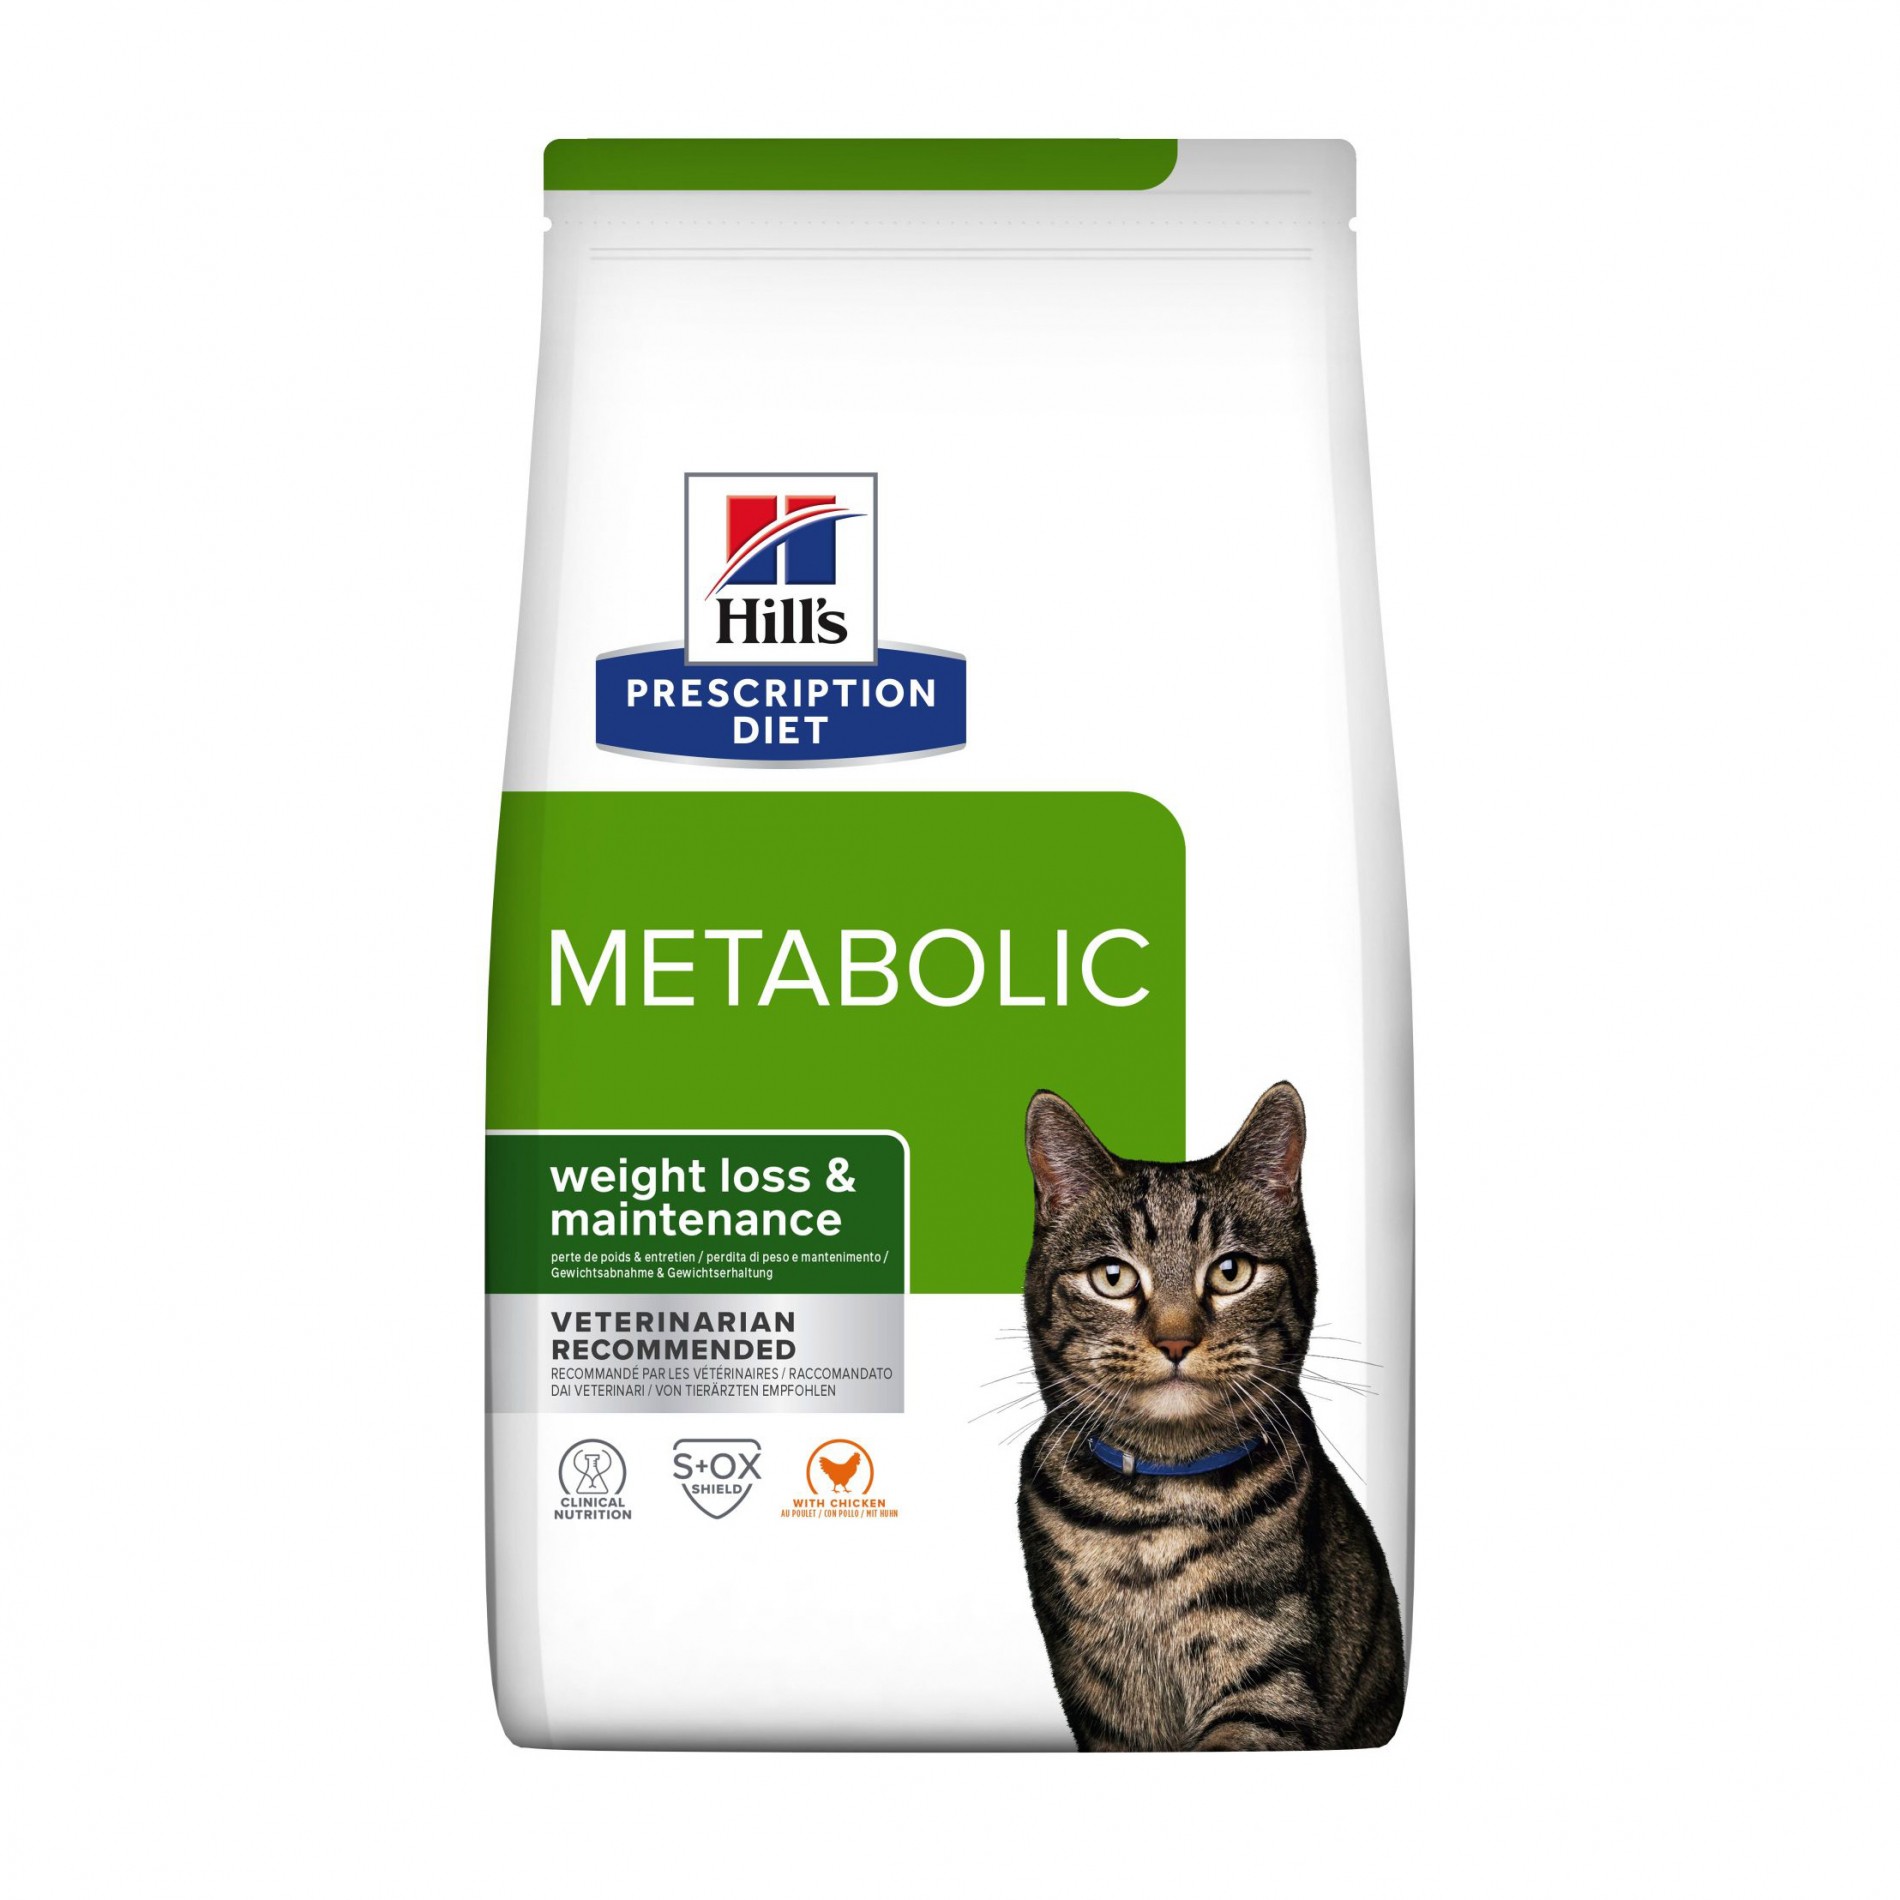 Hill's
PRESCRIPTION
DIET
METABOLIC
weight loss &
maintenance
perte de poids & entretien / perdita di peso e mantenimento /
Gewichtsabnahme & Gewichtserhaltung
VETERINARIAN
RECOMMENDED
RECOMMANDÉ PAR LES VÉTÉRINAIRES / RACCOMANDATO
DAI VETERINARI / VON TIERÄRZTEN EMPFOHLEN
CLINICAL
NUTRITION
S+OX
SHIELD
WITH CHICKEN
AU POULET / CON POLLO / MIT HUHN